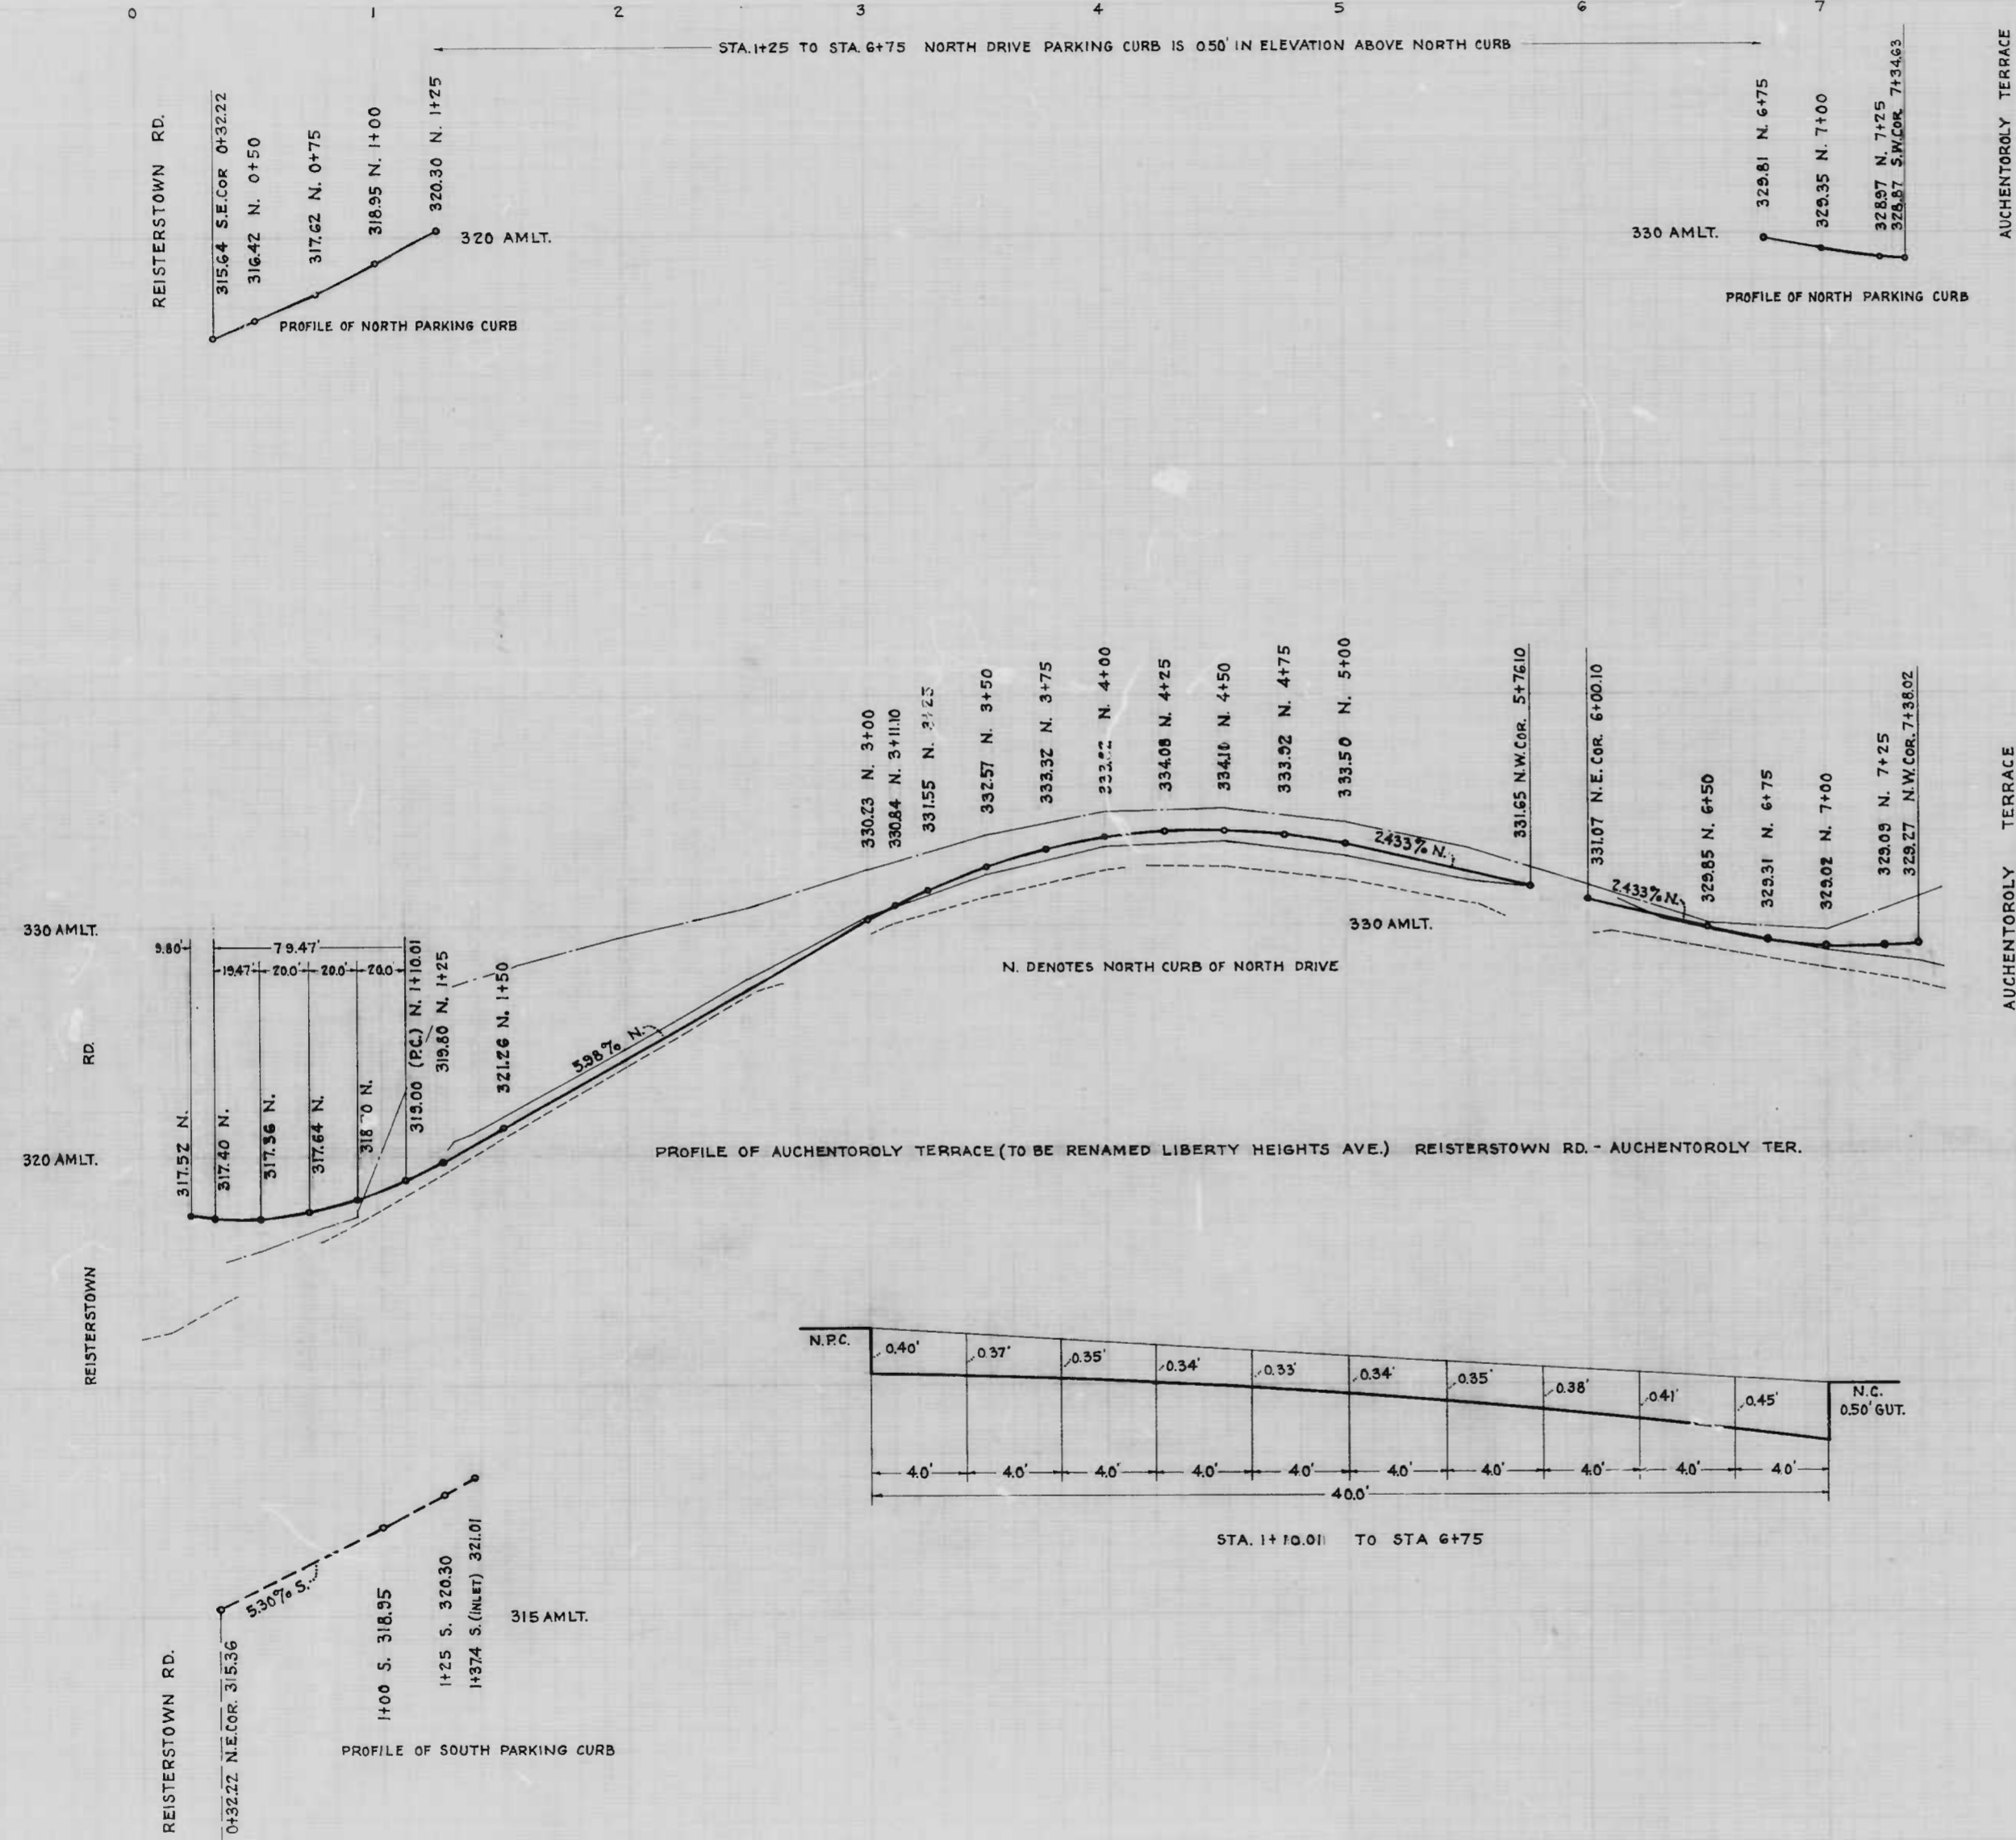 0 1 2 3 4 5 6 7
STA. 1+25 TO STA. 6+75 NORTH DRIVE PARKING CURB IS 0.50' IN ELEVATION ABOVE NORTH CURB
REISTERSTOWN RD.
315.64 S.E.COR 0+32.22
316.42 N. 0+50
317.62 N. 0+75
318.95 N. 1+00
320.30 N. 1+25
320 AMLT.
PROFILE OF NORTH PARKING CURB
330 AMLT.
329.81 N. 6+75
329.35 N. 7+00
328.97 N. 7+25
328.87 S.W.COR. 7+34.63
PROFILE OF NORTH PARKING CURB
AUCHENTOROLY TERRACE
330 AMLT.
320 AMLT.
REISTERSTOWN RD.
9.80'
79.47'
19.47' 20.0' 20.0' 20.0'
317.52 N.
317.40 N.
317.36 N.
317.64 N.
318 0 N.
319.00 (P.C.) N. 1+10.01
319.80 N. 1+25
321.26 N. 1+50
5.98% N.
330.23 N. 3+00
330.84 N. 3+11.10
331.55 N. 3+25
332.57 N. 3+50
333.32 N. 3+75
N. 4+00
334.08 N. 4+25
334.10 N. 4+50
333.92 N. 4+75
333.50 N. 5+00
2.433% N.
331.65 N.W.COR. 5+76.10
331.07 N.E.COR. 6+00.10
2.433% N.
329.85 N. 6+50
329.31 N. 6+75
329.02 N. 7+00
329.09 N. 7+25
329.27 N.W.COR. 7+38.02
330 AMLT.
N. DENOTES NORTH CURB OF NORTH DRIVE
AUCHENTOROLY TERRACE
PROFILE OF AUCHENTOROLY TERRACE (TO BE RENAMED LIBERTY HEIGHTS AVE.) REISTERSTOWN RD. - AUCHENTOROLY TER.
N.P.C.
0.40' 0.37' 0.35' 0.34' 0.33' 0.34' 0.35' 0.38' 0.41' 0.45'
N.C.
0.50' GUT.
4.0' 4.0' 4.0' 4.0' 4.0' 4.0' 4.0' 4.0' 4.0' 4.0'
40.0'
STA. 1+10.01 TO STA 6+75
5.30% S.
REISTERSTOWN RD.
0+32.22 N.E.COR. 315.36
1+00 S. 318.95
1+25 S. 320.30
1+37.4 S. (INLET) 321.01
315 AMLT.
PROFILE OF SOUTH PARKING CURB